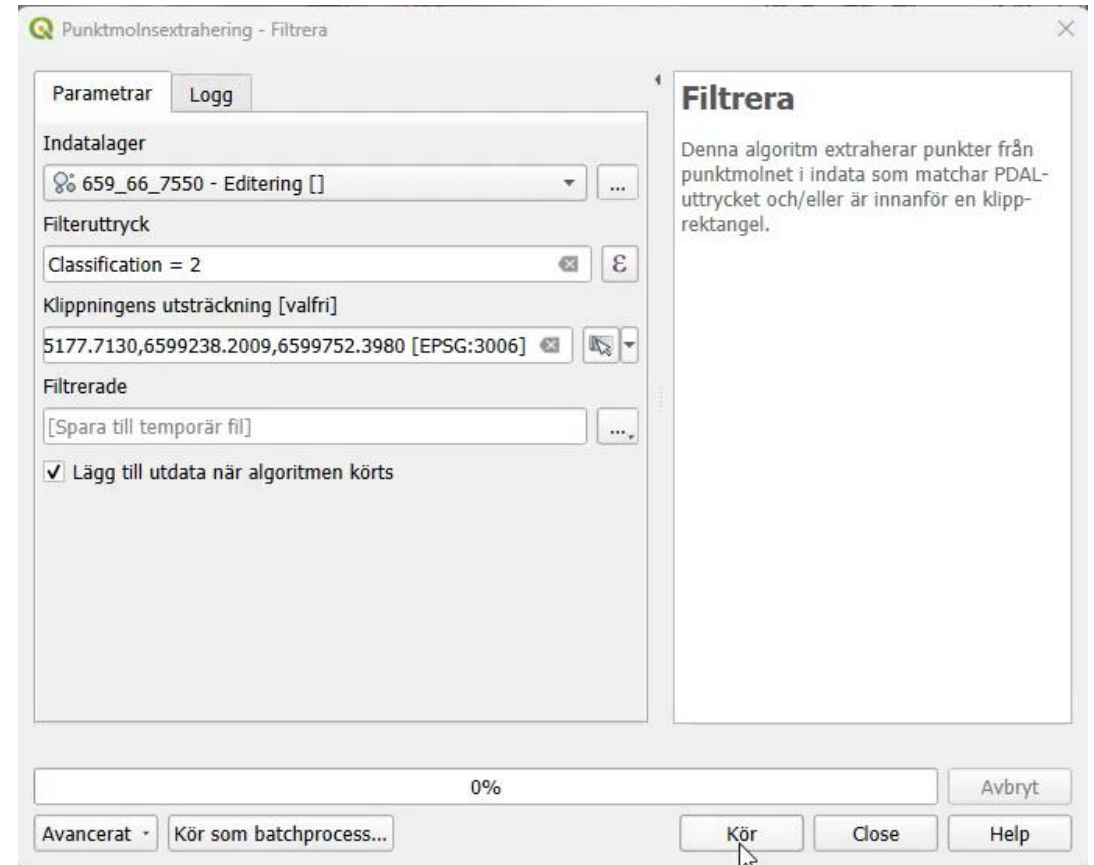 Punktmolnsextrahering - Filtrera
Parametrar
Logg
Indatalager
659_66_7550 - Editering []
...
Filteruttryck
Classification = 2
ε
Klippningens utsträckning [valfri]
5177.7130,6599238.2009,6599752.3980 [EPSG:3006]
Filtrerade
[Spara till temporär fil]
...
Lägg till utdata när algoritmen körts
Filtrera
Denna algoritm extraherar punkter från
punktmolnet i indata som matchar PDAL-
uttrycket och/eller är innanför en klipp-
rektangel.
0%
Avbryt
Avancerat
Kör som batchprocess...
Kör
Close
Help